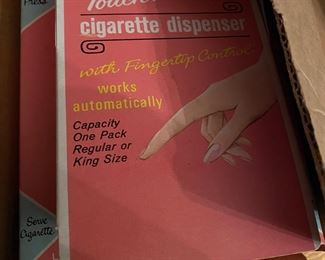 Press
cigarette dispenser
with Fingertip Control
works
automatically
Capacity
One Pack
Regular or
King Size
Serve
Cigarette